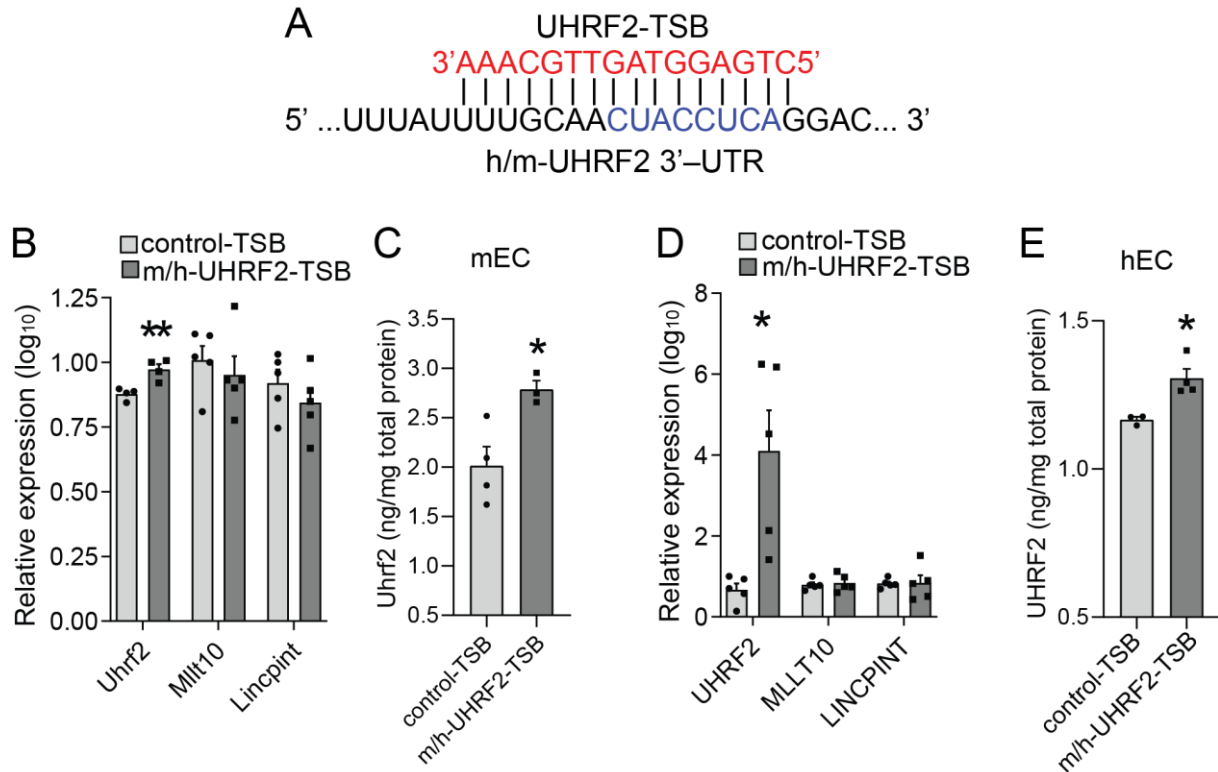 A
UHRF2-TSB
3’AAACGTTGATGGAGTC5’
5’ ...UUUAUUUUGCAACUACCUCAGGAC... 3’
h/m-UHRF2 3’–UTR
B
control-TSB
m/h-UHRF2-TSB
Relative expression (log10)
1.25
1.00
0.75
0.50
0.25
0.00
**
Uhrf2
Mllt10
Lincpint
C
mEC
Uhrf2 (ng/mg total protein)
3.5
3.0
2.5
2.0
1.5
1.0
0.5
*
control-TSB
m/h-UHRF2-TSB
D
control-TSB
m/h-UHRF2-TSB
Relative expression (log10)
8
6
4
2
0
*
UHRF2
MLLT10
LINCPINT
E
hEC
UHRF2 (ng/mg total protein)
1.5
1.0
0.5
*
control-TSB
m/h-UHRF2-TSB